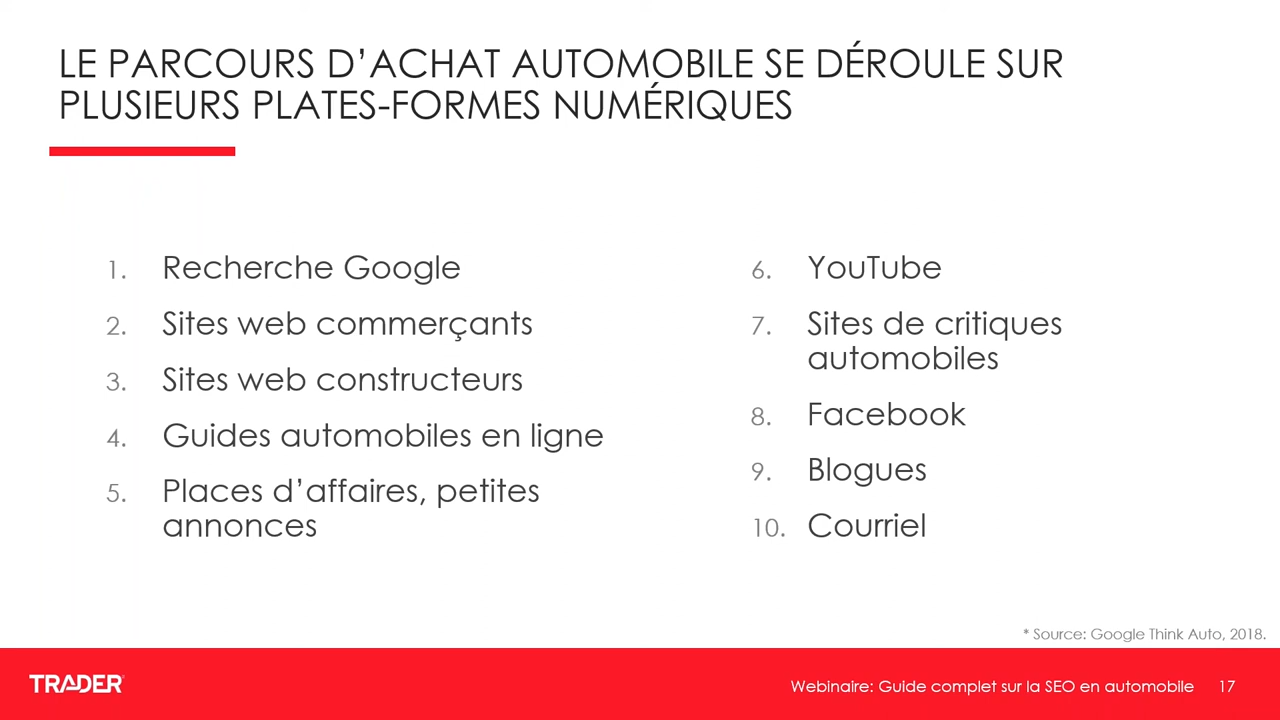 LE PARCOURS D’ACHAT AUTOMOBILE SE DÉROULE SUR
PLUSIEURS PLATES-FORMES NUMÉRIQUES
1. Recherche Google
2. Sites web commerçants
3. Sites web constructeurs
4. Guides automobiles en ligne
5. Places d’affaires, petites
annonces
6. YouTube
7. Sites de critiques
automobiles
8. Facebook
9. Blogues
10. Courriel
* Source: Google Think Auto, 2018.
TRADER
Webinaire: Guide complet sur la SEO en automobile 17